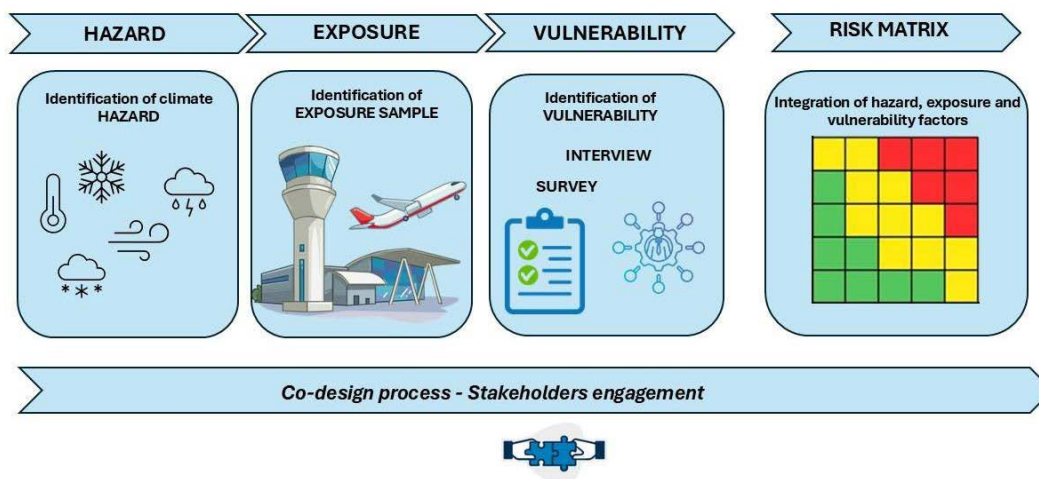 HAZARD
EXPOSURE
VULNERABILITY
RISK MATRIX
Identification of climate
HAZARD
Identification of
EXPOSURE SAMPLE
Identification of
VULNERABILITY
INTERVIEW
SURVEY
Integration of hazard, exposure and
vulnerability factors
Co-design process - Stakeholders engagement